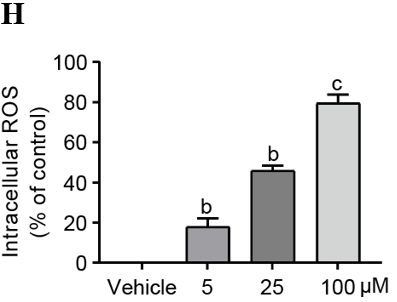 H
Intracellular ROS
(% of control)
100
80
60
40
20
0
b
b
c
Vehicle 5 25 100 μM